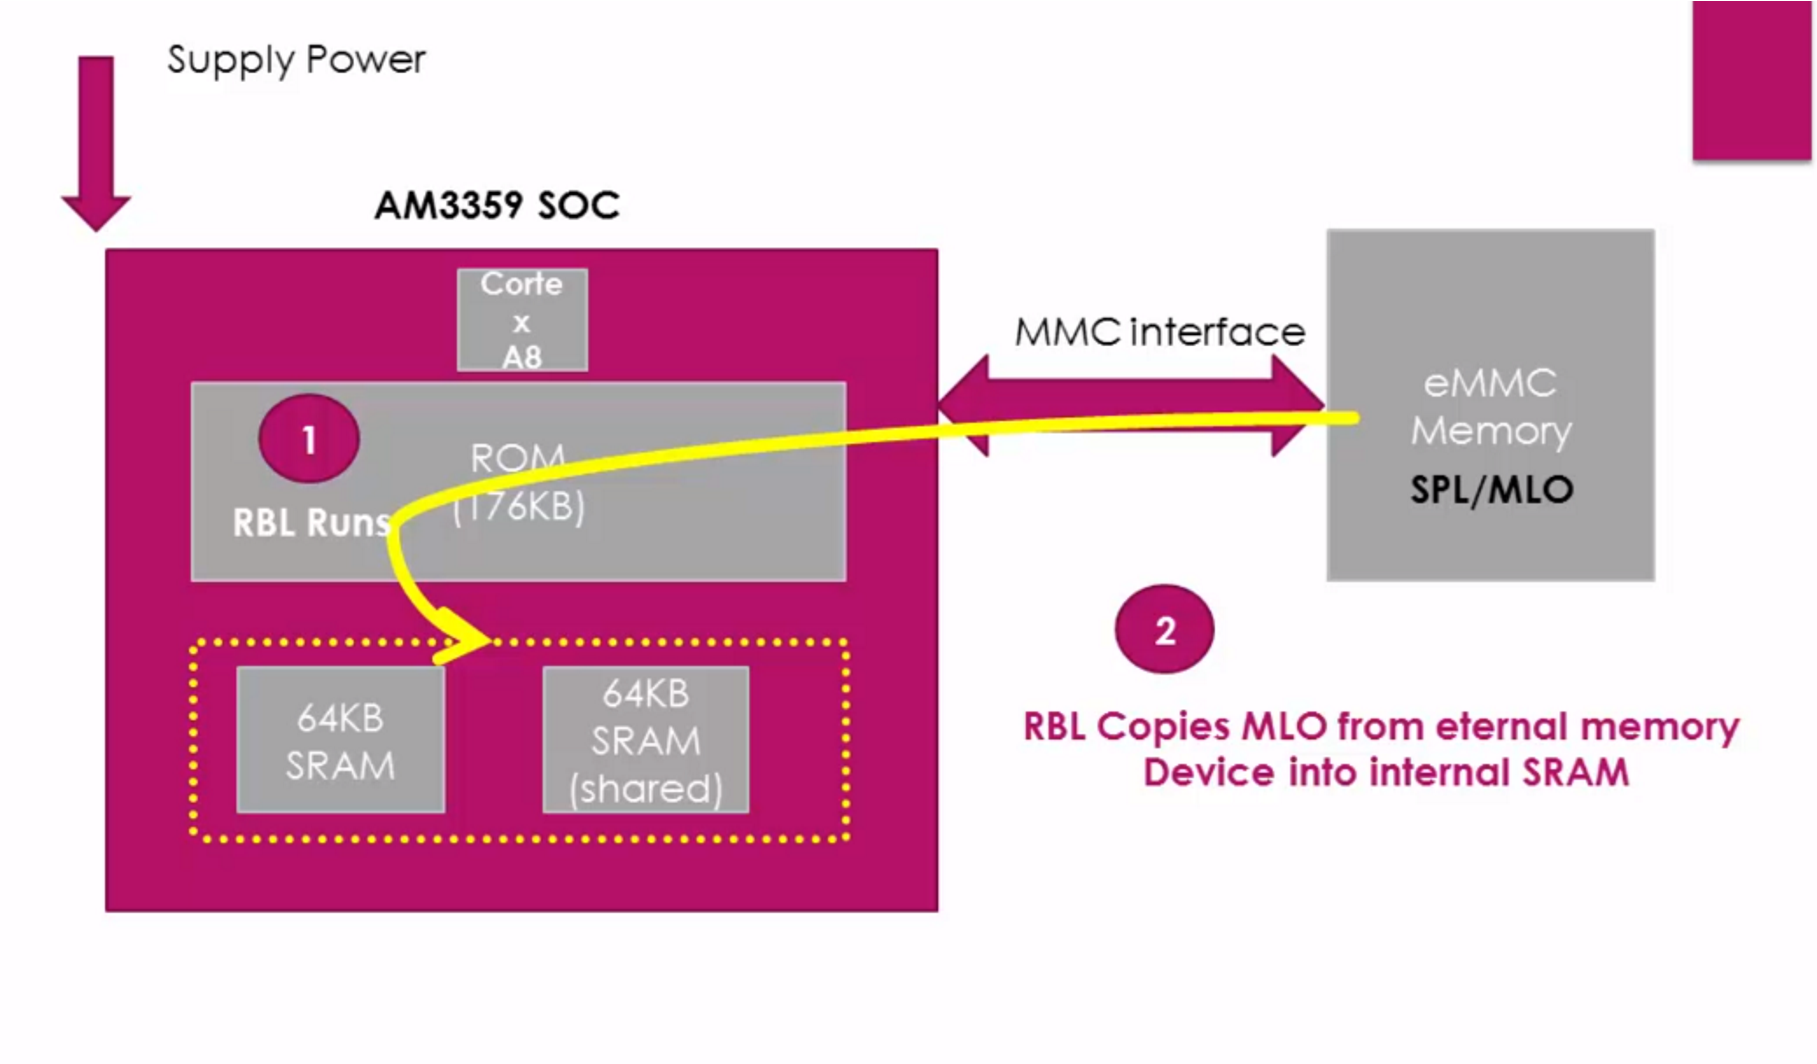 Supply Power
AM3359 SOC
Corte
x
A8
MMC interface
1
ROM
(176KB)
RBL Runs
eMMC
Memory
SPL/MLO
2
RBL Copies MLO from eternal memory
Device into internal SRAM
64KB
SRAM
64KB
SRAM
(shared)